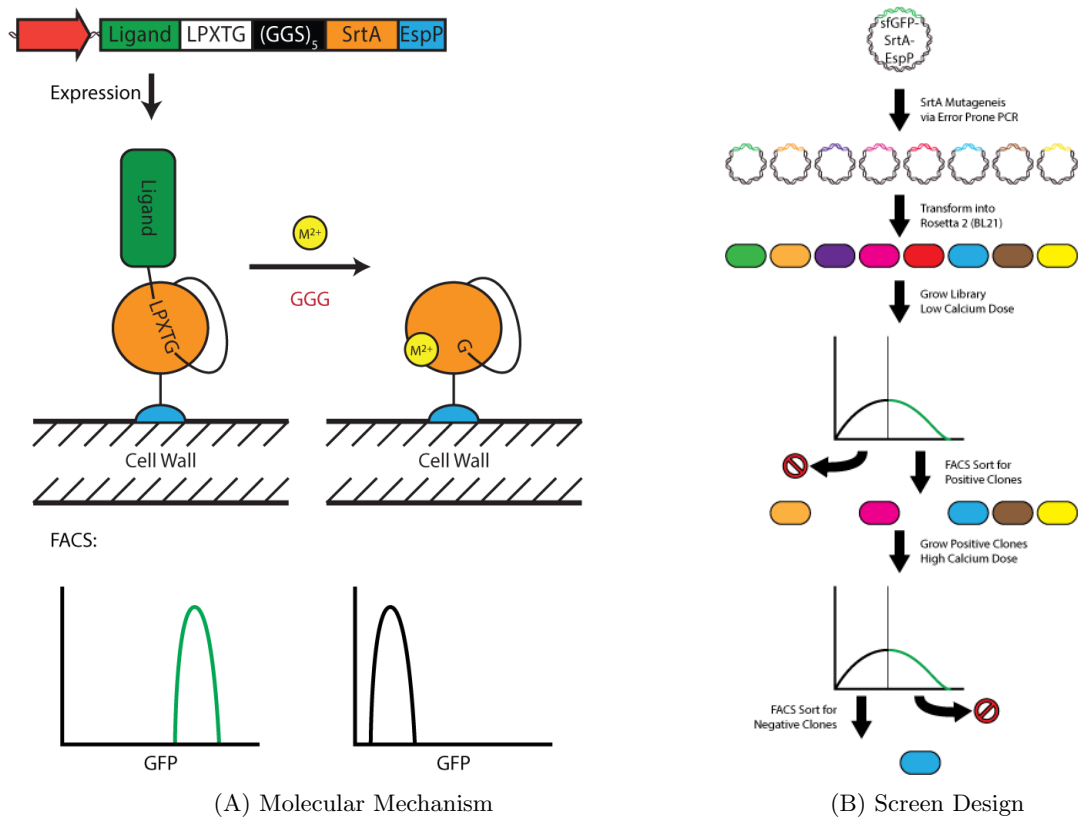 Ligand LPXTG (GGS)5 SrtA EspP
Expression
Ligand
LPXTG
M2+
GGG
M2+
G
Cell Wall
Cell Wall
FACS:
GFP
GFP
(A) Molecular Mechanism
sfGFP-
SrtA-
EspP
SrtA Mutageneis
via Error Prone PCR
Transform into
Rosetta 2 (BL21)
Grow Library
Low Calcium Dose
FACS Sort for
Positive Clones
Grow Positive Clones
High Calcium Dose
FACS Sort for
Negative Clones
(B) Screen Design